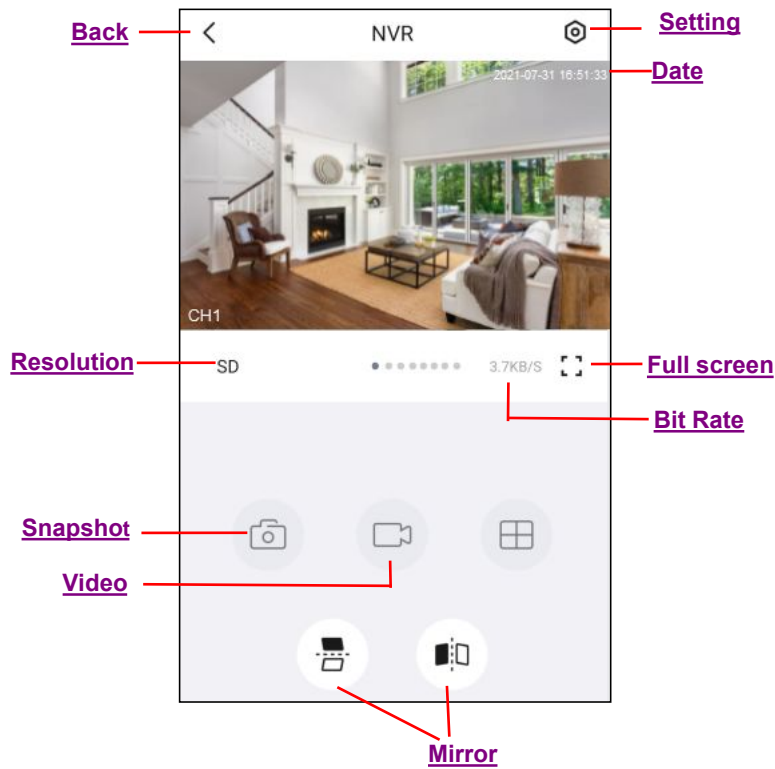 Back
NVR
Setting
2021-07-31 16:51:33
Date
CH1
Resolution
SD
3.7KB/S
Full screen
Bit Rate
Snapshot
Video
Mirror